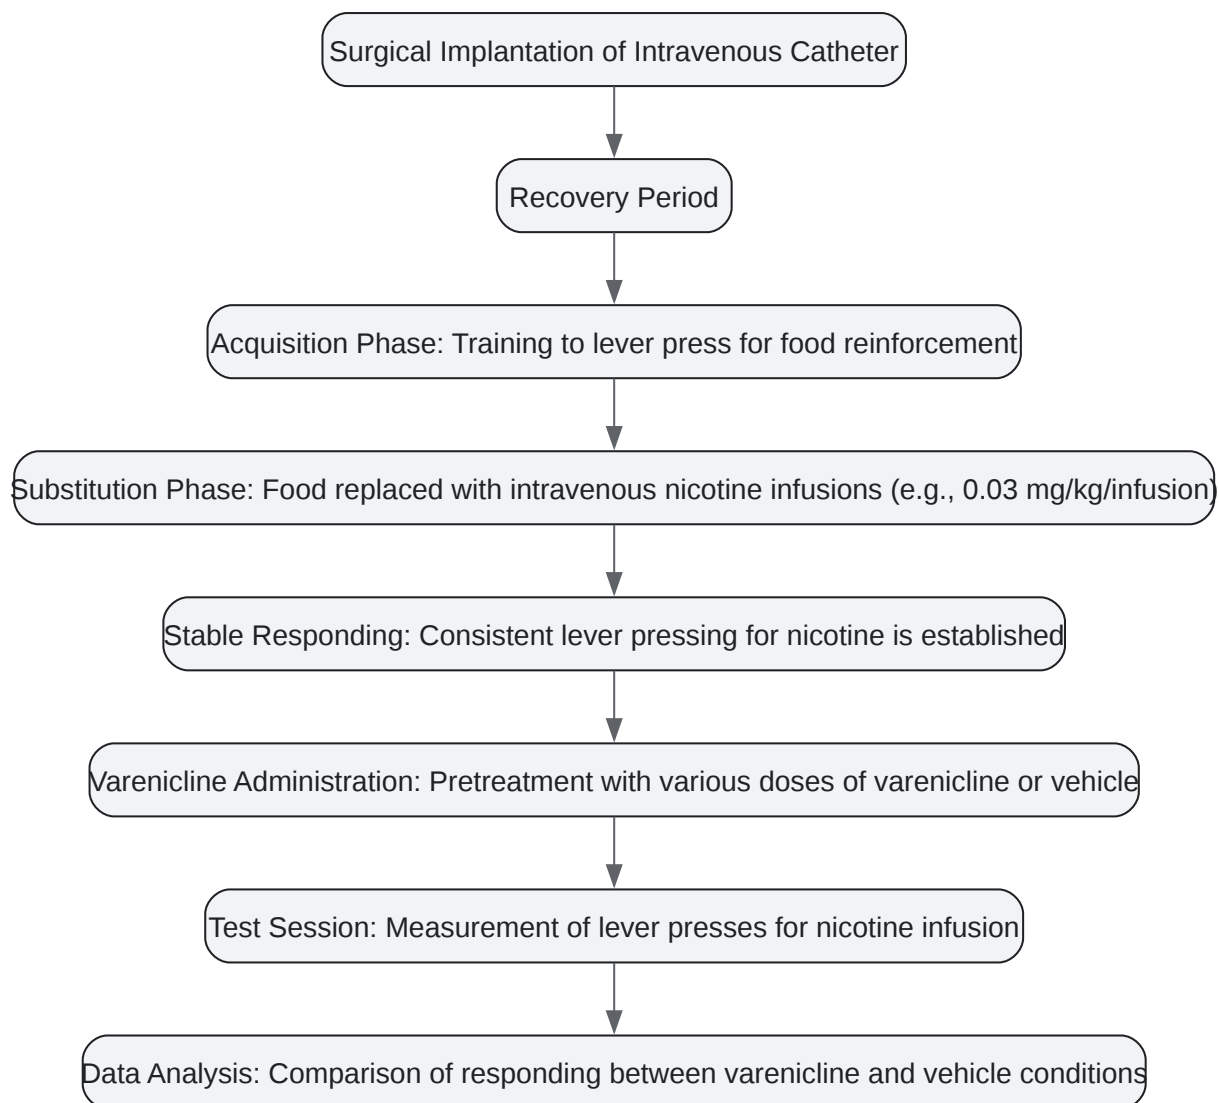 Surgical Implantation of Intravenous Catheter
Recovery Period
Acquisition Phase: Training to lever press for food reinforcement
Substitution Phase: Food replaced with intravenous nicotine infusions (e.g., 0.03 mg/kg/infusion)
Stable Responding: Consistent lever pressing for nicotine is established
Varenicline Administration: Pretreatment with various doses of varenicline or vehicle
Test Session: Measurement of lever presses for nicotine infusion
Data Analysis: Comparison of responding between varenicline and vehicle conditions